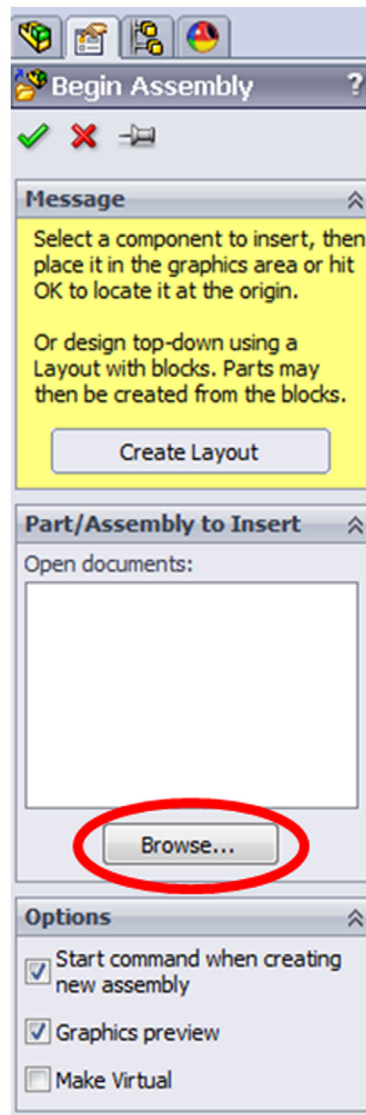 Begin Assembly ?
Message
Select a component to insert, then
place it in the graphics area or hit
OK to locate it at the origin.
Or design top-down using a
Layout with blocks. Parts may
then be created from the blocks.
Create Layout
Part/Assembly to Insert
Open documents:
Browse...
Options
Start command when creating
new assembly
Graphics preview
Make Virtual